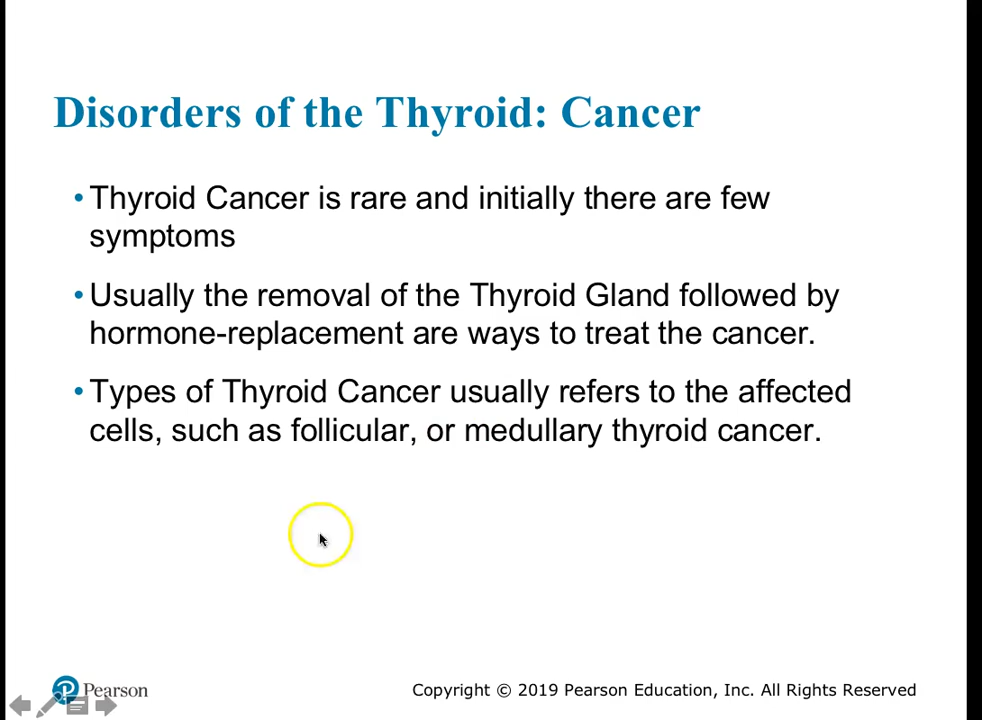 Disorders of the Thyroid: Cancer
• Thyroid Cancer is rare and initially there are few
symptoms
• Usually the removal of the Thyroid Gland followed by
hormone-replacement are ways to treat the cancer.
• Types of Thyroid Cancer usually refers to the affected
cells, such as follicular, or medullary thyroid cancer.
Pearson
Copyright © 2019 Pearson Education, Inc. All Rights Reserved